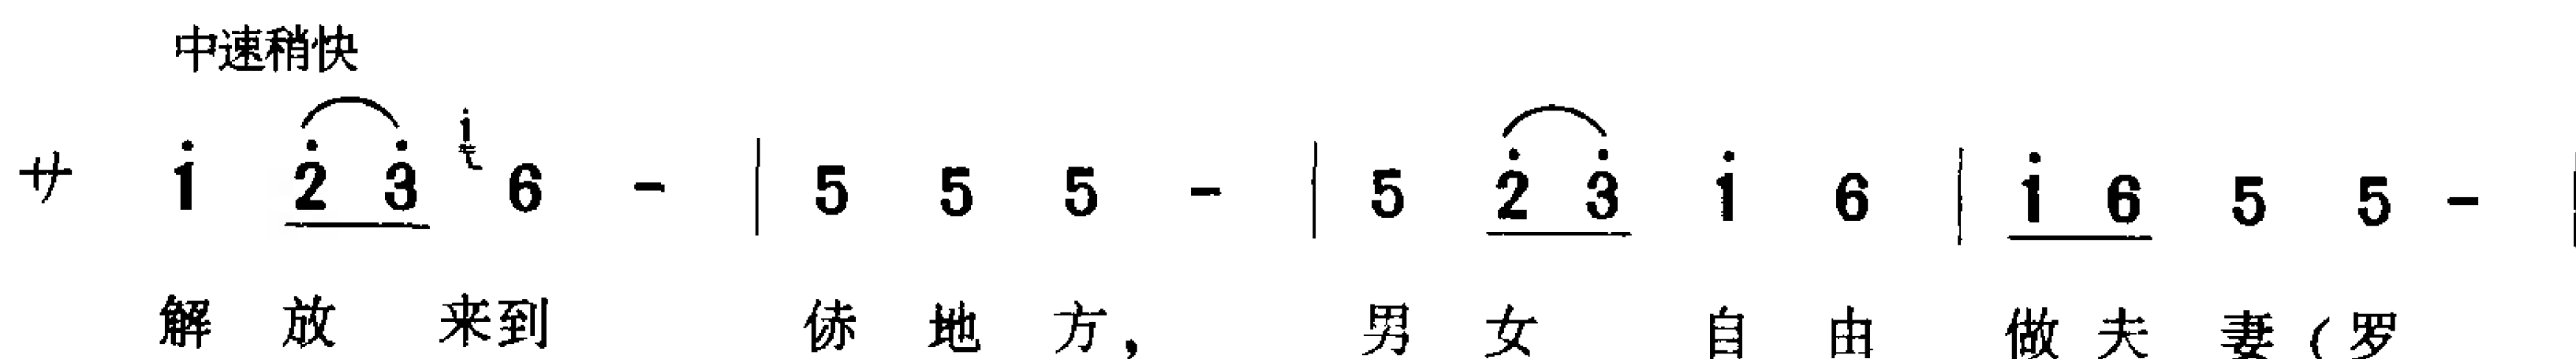 中速稍快
サ i 2 3 i 6 - | 5 5 5 - | 5 2 3 i 6 | i 6 5 5 - |
解 放 来到 㑊 地 方, 男 女 自 由 做 夫 妻(罗